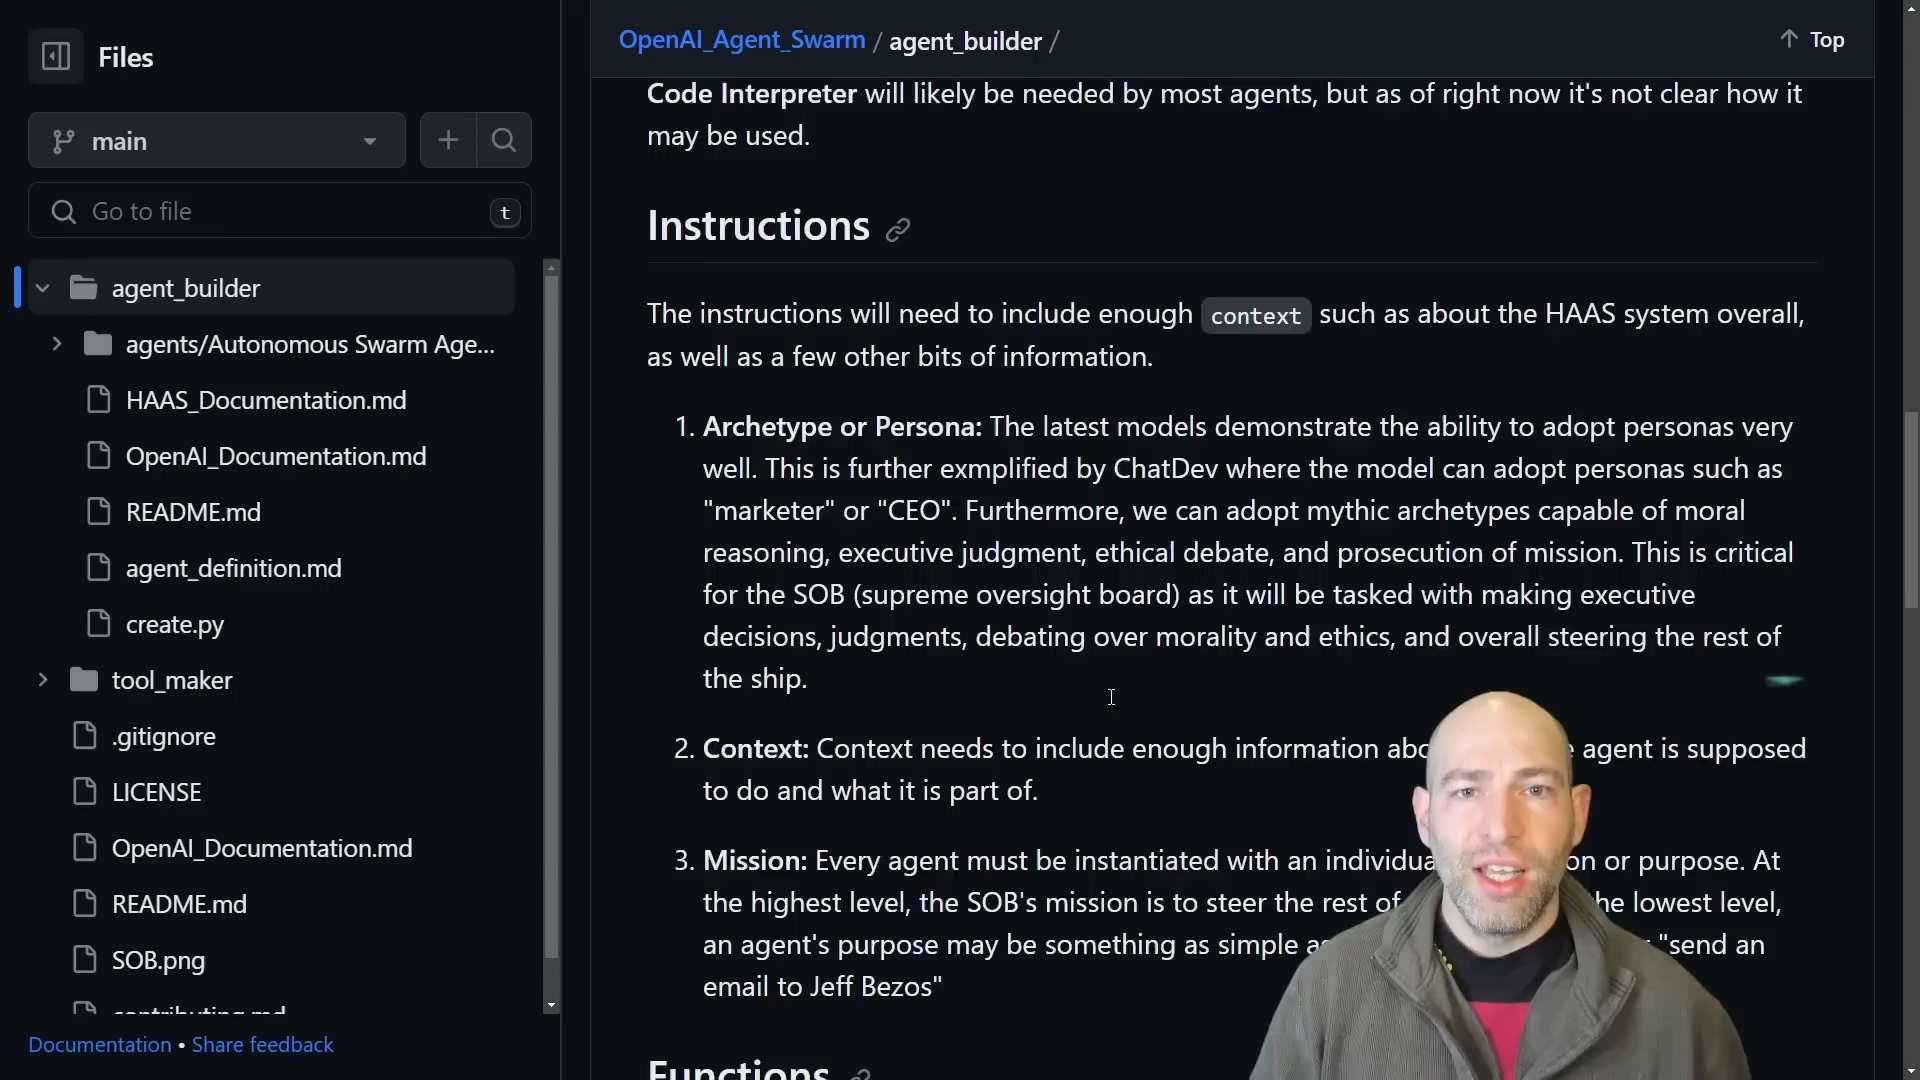 Files
main
Go to file
t
agent_builder
agents/Autonomous Swarm Age...
HAAS_Documentation.md
OpenAI_Documentation.md
README.md
agent_definition.md
create.py
tool_maker
.gitignore
LICENSE
OpenAI_Documentation.md
README.md
SOB.png
contributing.md
Documentation • Share feedback
OpenAI_Agent_Swarm / agent_builder /
Top
Code Interpreter will likely be needed by most agents, but as of right now it's not clear how it
may be used.
Instructions
The instructions will need to include enough context such as about the HAAS system overall,
as well as a few other bits of information.
1. Archetype or Persona: The latest models demonstrate the ability to adopt personas very
well. This is further exmplified by ChatDev where the model can adopt personas such as
"marketer" or "CEO". Furthermore, we can adopt mythic archetypes capable of moral
reasoning, executive judgment, ethical debate, and prosecution of mission. This is critical
for the SOB (supreme oversight board) as it will be tasked with making executive
decisions, judgments, debating over morality and ethics, and overall steering the rest of
the ship.
2. Context: Context needs to include enough information agent is supposed
to do and what it is part of.
3. Mission: Every agent must be instantiated with an or purpose. At
the highest level, the SOB's mission is to steer the rest of lowest level,
an agent's purpose may be something as simple "send an
email to Jeff Bezos"
Functions